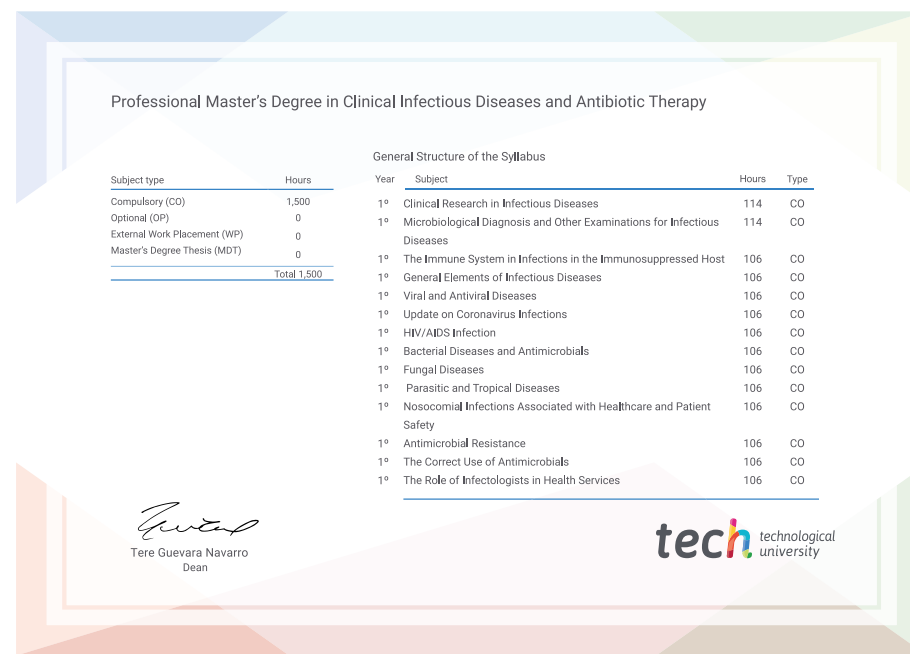 Professional Master's Degree in Clinical Infectious Diseases and Antibiotic Therapy
General Structure of the Syllabus
Subject type Hours
Compulsory (CO) 1,500
Optional (OP) 0
External Work Placement (WP) 0
Master's Degree Thesis (MDT) 0
Total 1,500
Year Subject Hours Type
1º Clinical Research in Infectious Diseases 114 CO
1º Microbiological Diagnosis and Other Examinations for Infectious 114 CO
Diseases
1º The Immune System in Infections in the Immunosuppressed Host 106 CO
1º General Elements of Infectious Diseases 106 CO
1º Viral and Antiviral Diseases 106 CO
1º Update on Coronavirus Infections 106 CO
1º HIV/AIDS Infection 106 CO
1º Bacterial Diseases and Antimicrobials 106 CO
1º Fungal Diseases 106 CO
1º Parasitic and Tropical Diseases 106 CO
1º Nosocomial Infections Associated with Healthcare and Patient 106 CO
Safety
1º Antimicrobial Resistance 106 CO
1º The Correct Use of Antimicrobials 106 CO
1º The Role of Infectologists in Health Services 106 CO
Tere Guevara Navarro
Dean
tech technological
university